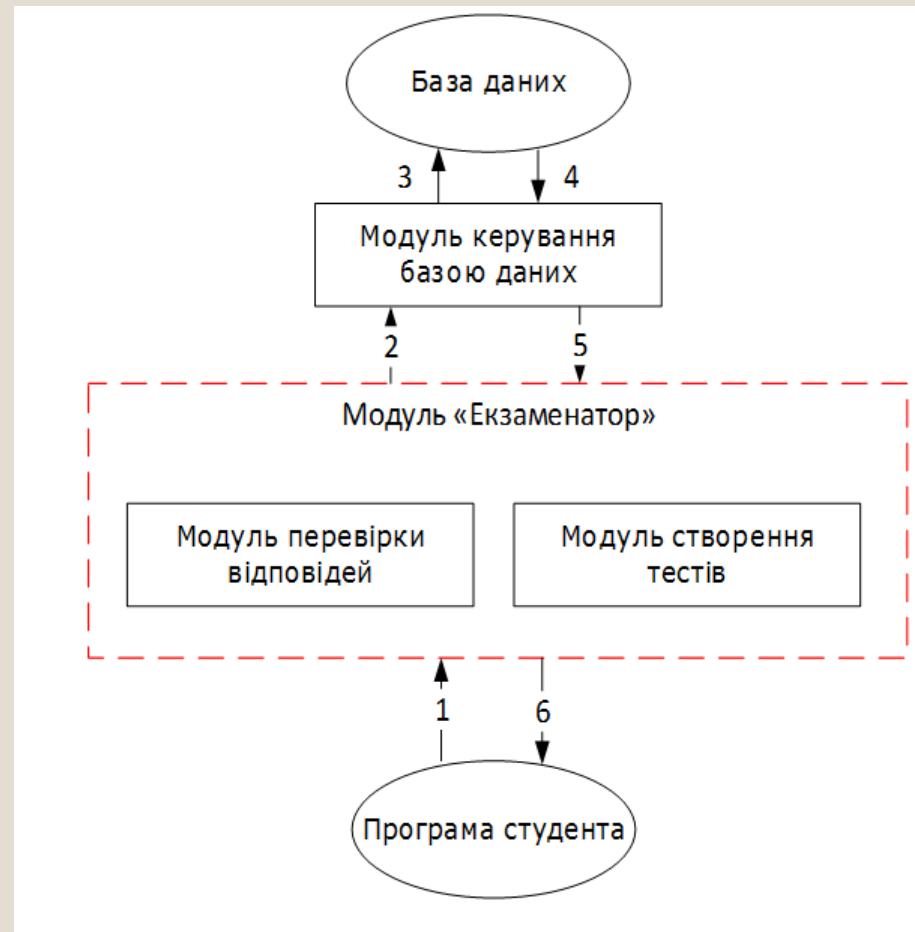 База даних
3 4
Модуль керування
базою даних
2 5
Модуль «Екзаменатор»
Модуль перевірки
відповідей
Модуль створення
тестів
1 6
Програма студента